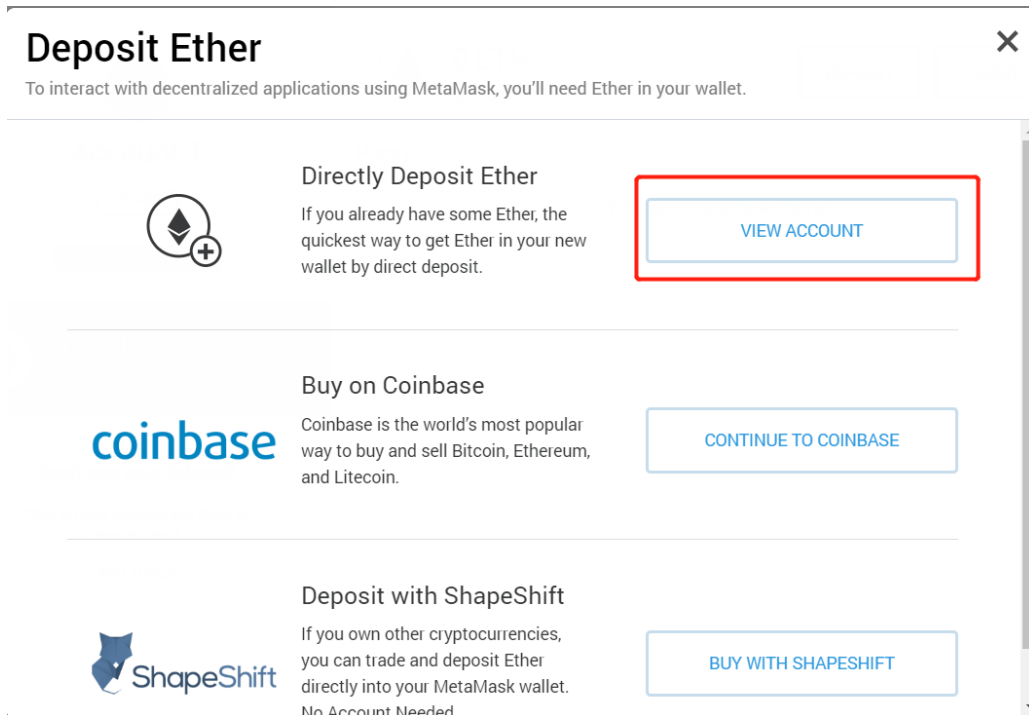 Deposit Ether
To interact with decentralized applications using MetaMask, you'll need Ether in your wallet.
Directly Deposit Ether
If you already have some Ether, the
quickest way to get Ether in your new
wallet by direct deposit.
VIEW ACCOUNT
coinbase
Buy on Coinbase
Coinbase is the world's most popular
way to buy and sell Bitcoin, Ethereum,
and Litecoin.
CONTINUE TO COINBASE
ShapeShift
Deposit with ShapeShift
If you own other cryptocurrencies,
you can trade and deposit Ether
directly into your MetaMask wallet.
No Account Needed
BUY WITH SHAPESHIFT